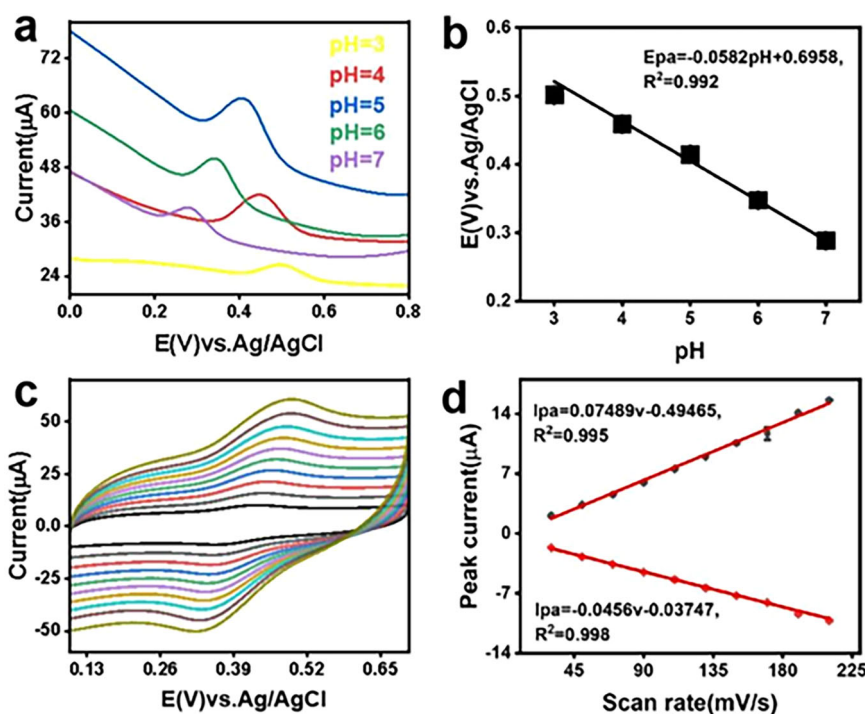 a
pH=3
pH=4
pH=5
pH=6
pH=7
72
60
48
36
24
Current(μA)
0.0 0.2 0.4 0.6 0.8
E(V)vs.Ag/AgCl
b
Epa=-0.0582pH+0.6958,
R²=0.992
0.5
0.4
0.3
0.2
E(V)vs.Ag/AgCl
3 4 5 6 7
pH
c
50
25
0.0
-25
-50
Current(μA)
0.13 0.26 0.39 0.52 0.65
E(V)vs.Ag/AgCl
d
Ipa=0.07489v-0.49465,
R²=0.995
Ipa=-0.0456v-0.03747,
R²=0.998
14
7
0
-7
-14
Peak current(μA)
45 90 135 180 225
Scan rate(mV/s)